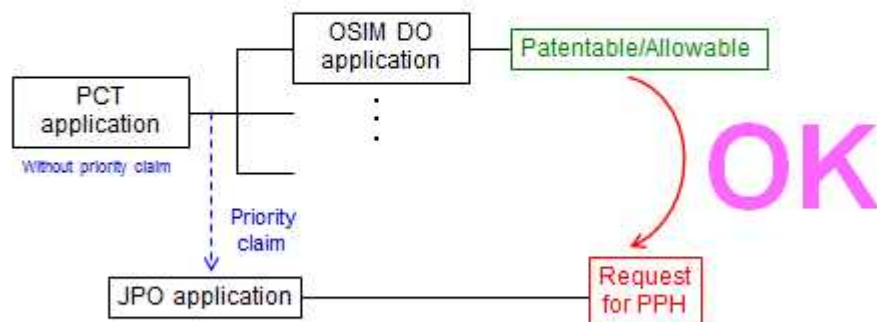 OSIM DO
application
Patentable/Allowable
PCT
application
Without priority claim
OK
Priority
claim
JPO application
Request
for PPH